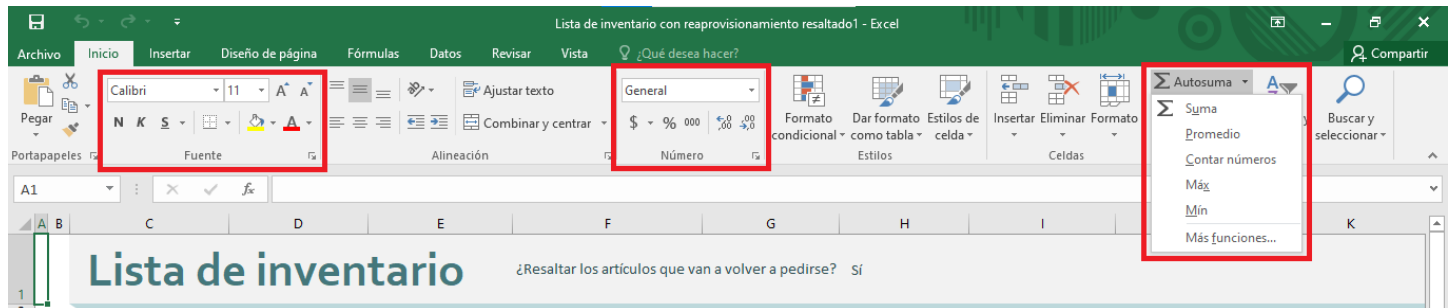 Lista de inventario con reaprovisionamiento resaltado1 - Excel
Archivo Inicio Insertar Diseño de página Fórmulas Datos Revisar Vista ¿Qué desea hacer? Compartir
Pegar
Portapapeles
Calibri 11 A A
N K S A
Fuente
Ajustar texto
Combinar y centrar
Alineación
General
$ % 000
Número
Formato condicional
Dar formato como tabla
Estilos de celda
Estilos
Insertar Eliminar Formato
Celdas
Autosuma
Suma
Promedio
Contar números
Máx
Mín
Más funciones...
Buscar y seleccionar
A1 fx
A B C D E F G H I K
1 Lista de inventario ¿Resaltar los artículos que van a volver a pedirse? Sí